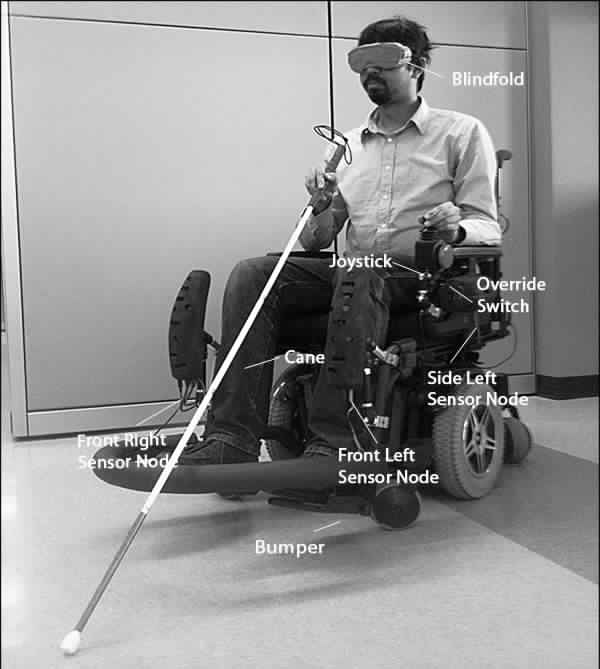 Blindfold
Joystick
Override
Switch
Cane
Side Left
Sensor Node
Front Right
Sensor Node
Front Left
Sensor Node
Bumper